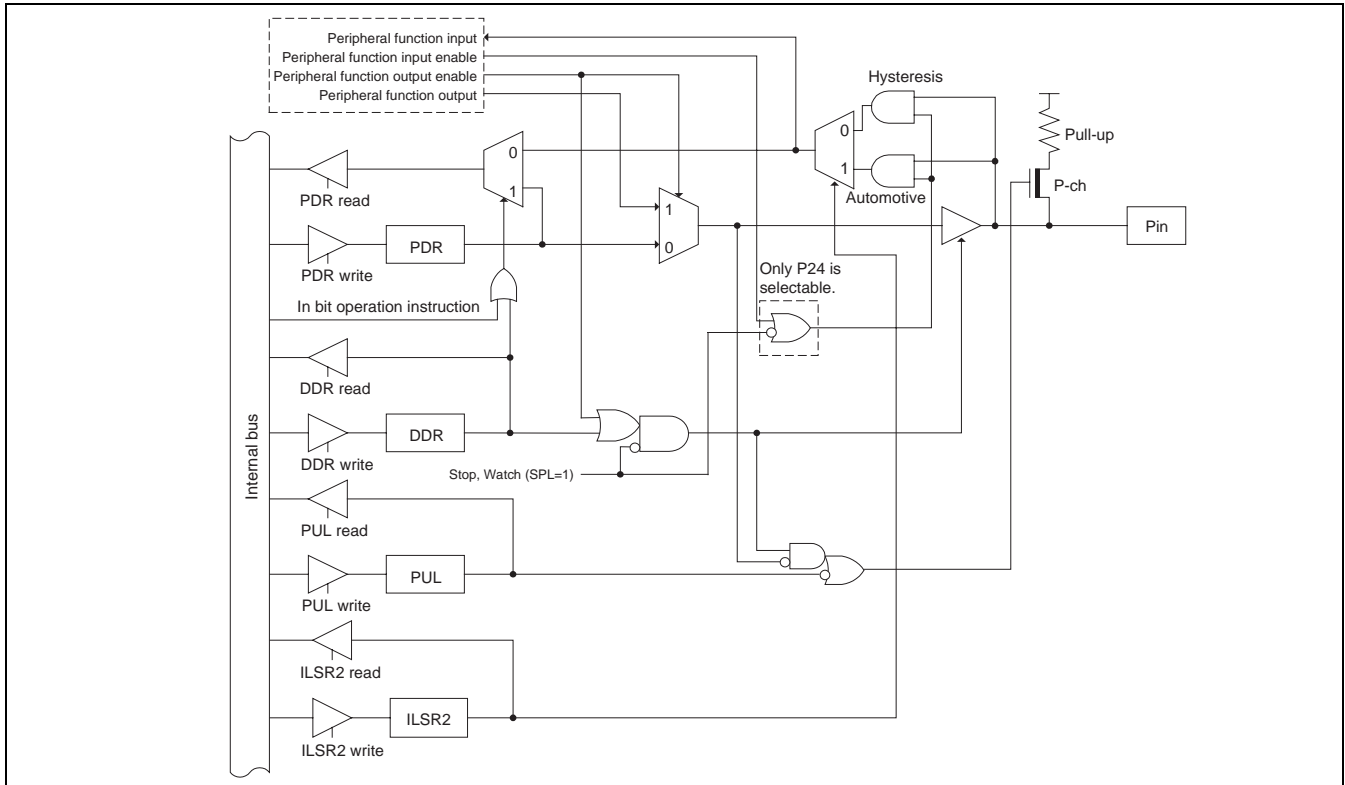 Peripheral function input
Peripheral function input enable
Peripheral function output enable
Peripheral function output
Hysteresis
0
1
Automotive
Pull-up
P-ch
Pin
0
1
PDR read
PDR
PDR write
1
0
Only P24 is
selectable.
In bit operation instruction
DDR read
DDR
DDR write
Stop, Watch (SPL=1)
Internal bus
PUL read
PUL
PUL write
ILSR2 read
ILSR2
ILSR2 write